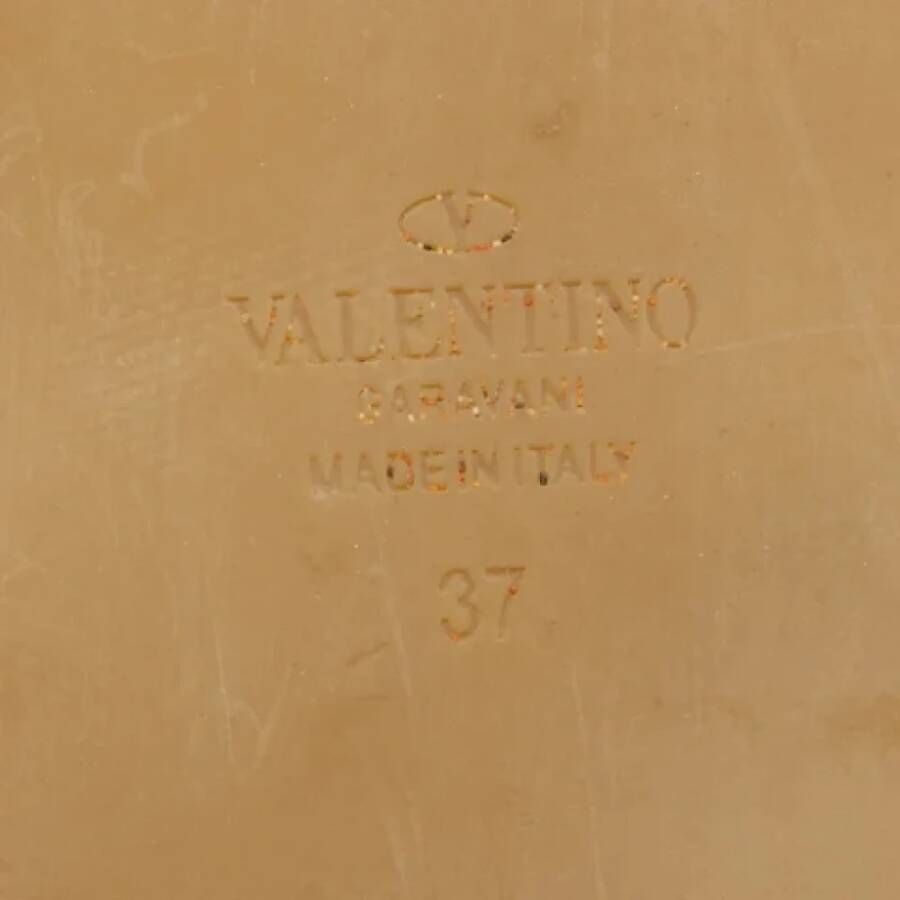 V
VALENTINO
GARAVANI
MADE IN ITALY
37